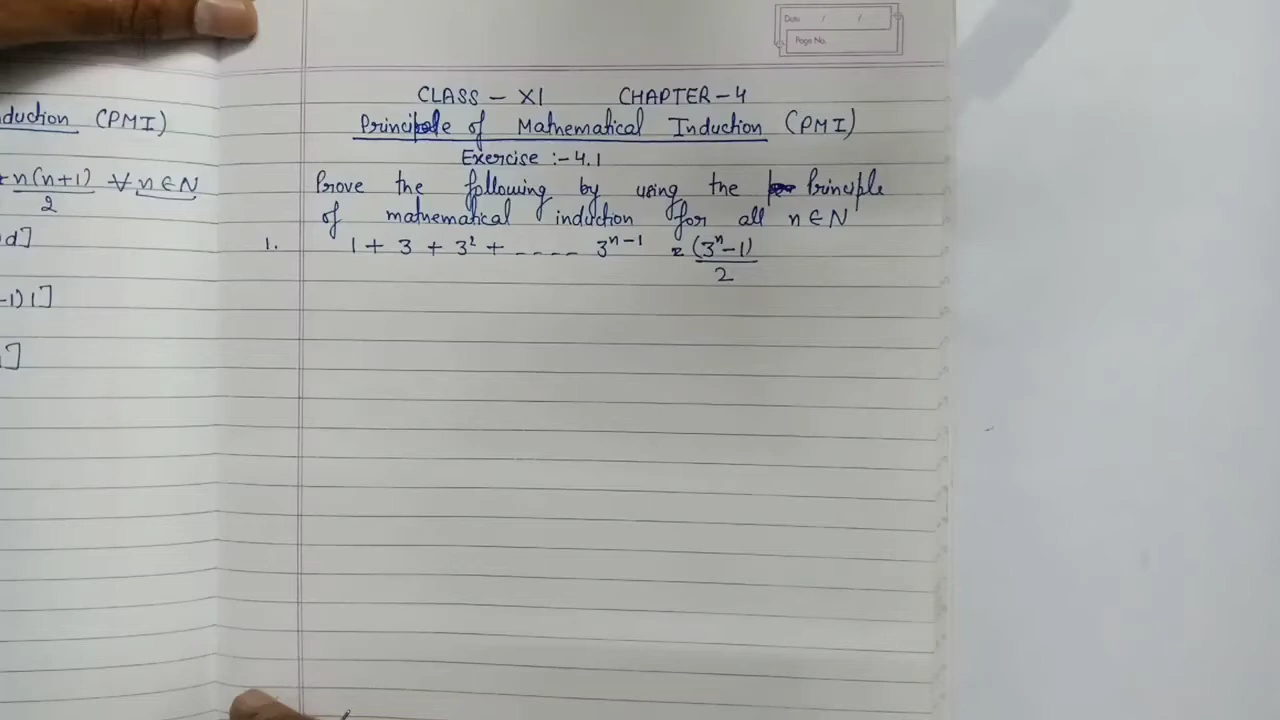 Date / /
Page No.
duction (PMI)
n(n+1)/2 ∀ n ∈ N
d]
-1)1]
]
CLASS - XI CHAPTER-4
Principle of Mathematical Induction (PMI)
Exercise :- 4.1
Prove the following by using the Principle
of mathematical induction for all n ∈ N
1. 1 + 3 + 3² + ---- 3ⁿ⁻¹ = (3ⁿ-1)/2